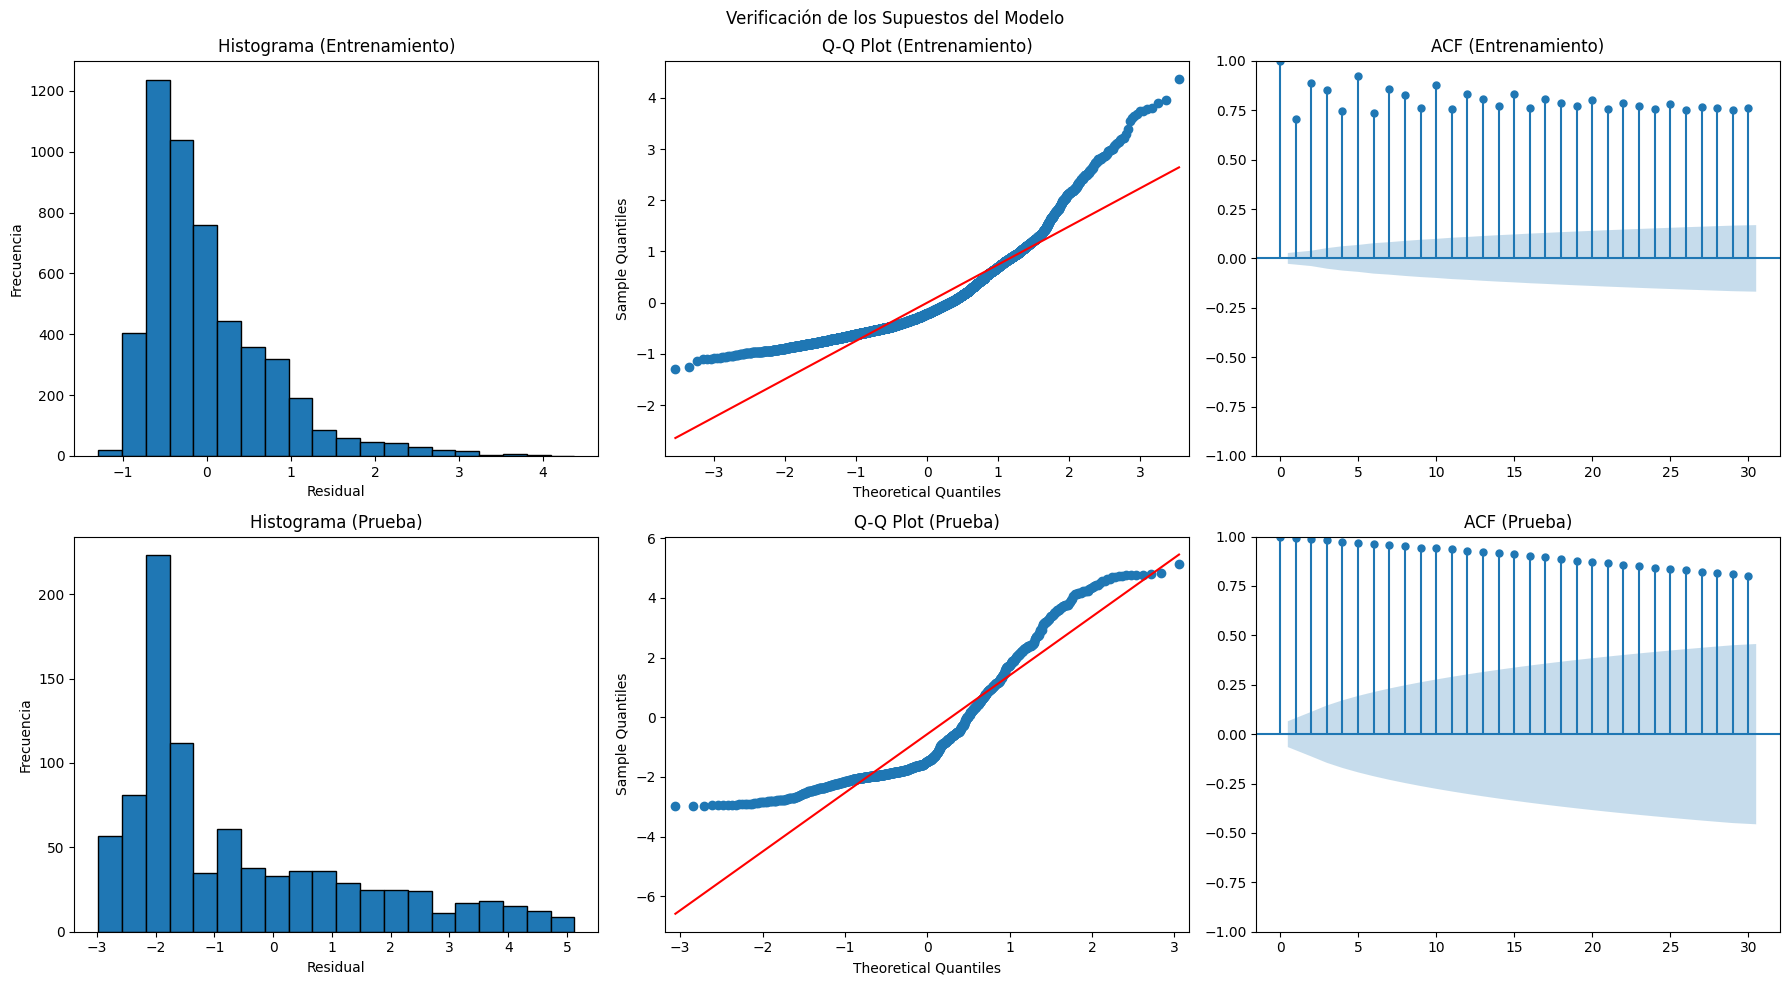 Verificación de los Supuestos del Modelo
Histograma (Entrenamiento)
Frecuencia
1200
1000
800
600
400
200
0
−1 0 1 2 3 4
Residual
Q-Q Plot (Entrenamiento)
Sample Quantiles
4
3
2
1
0
−1
−2
−3 −2 −1 0 1 2 3
Theoretical Quantiles
ACF (Entrenamiento)
1.00
0.75
0.50
0.25
0.00
−0.25
−0.50
−0.75
−1.00
0 5 10 15 20 25 30
Histograma (Prueba)
Frecuencia
200
150
100
50
0
−3 −2 −1 0 1 2 3 4 5
Residual
Q-Q Plot (Prueba)
Sample Quantiles
6
4
2
0
−2
−4
−6
−3 −2 −1 0 1 2 3
Theoretical Quantiles
ACF (Prueba)
1.00
0.75
0.50
0.25
0.00
−0.25
−0.50
−0.75
−1.00
0 5 10 15 20 25 30